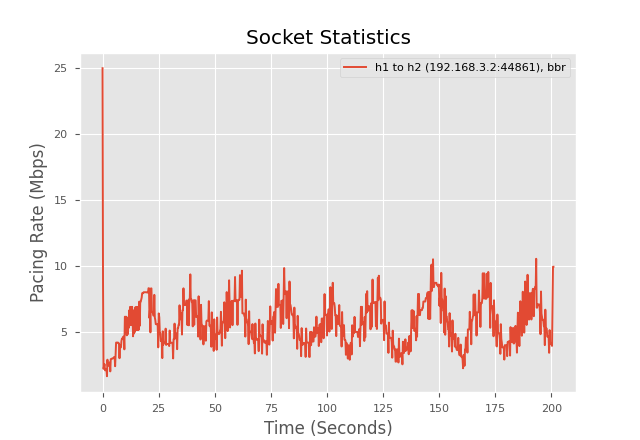 Socket Statistics
h1 to h2 (192.168.3.2:44861), bbr
Pacing Rate (Mbps)
25
20
15
10
5
0 25 50 75 100 125 150 175 200
Time (Seconds)